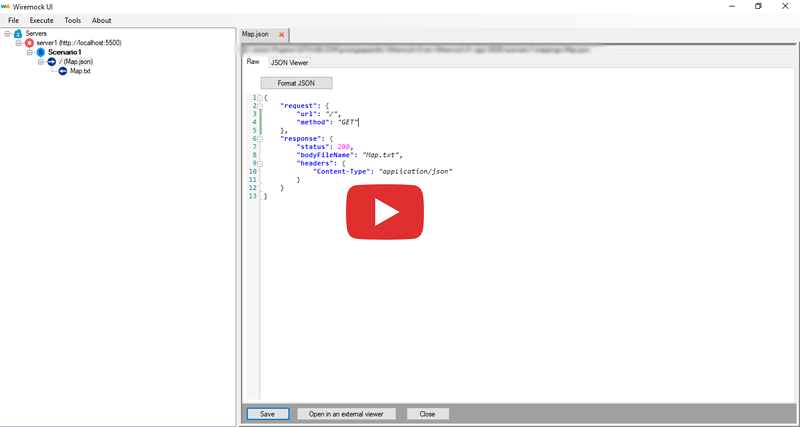 Wiremock UI
File Execute Tools About
Servers
server1 (http://localhost:5500)
Scenario1
/ (Map.json)
Map.txt
Map.json
Raw JSON Viewer
Format JSON
1 {
2 "request": {
3 "url": "/",
4 "method": "GET"
5 },
6 "response": {
7 "status": 200,
8 "bodyFileName": "Map.txt",
9 "headers": {
10 "Content-Type": "application/json"
11 }
12 }
13 }
Save Open in an external viewer Close